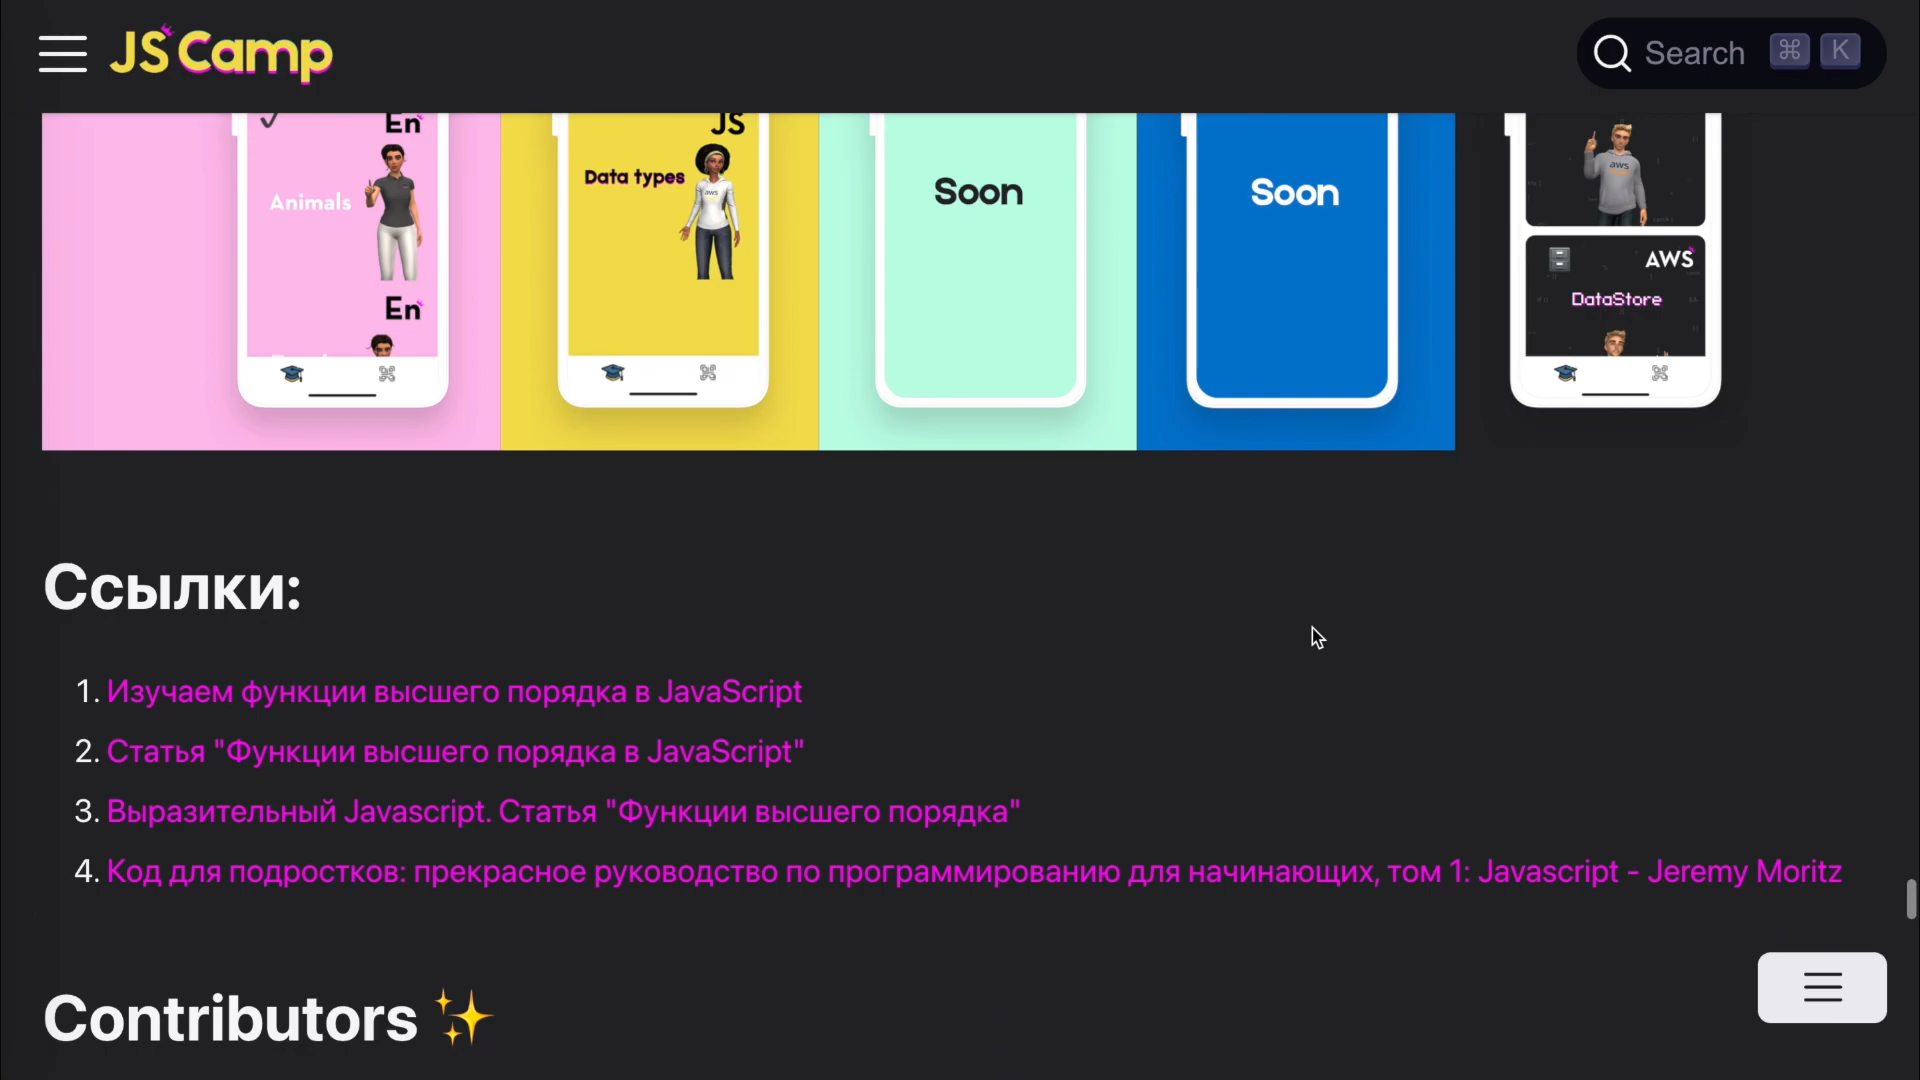 JS Camp
Search ⌘ K
En
Animals
En
JS
Data types
aws
Soon
Soon
aws
AWS
DataStore
Ссылки:
1. Изучаем функции высшего порядка в JavaScript
2. Статья "Функции высшего порядка в JavaScript"
3. Выразительный Javascript. Статья "Функции высшего порядка"
4. Код для подростков: прекрасное руководство по программированию для начинающих, том 1: Javascript - Jeremy Moritz
Contributors ✨